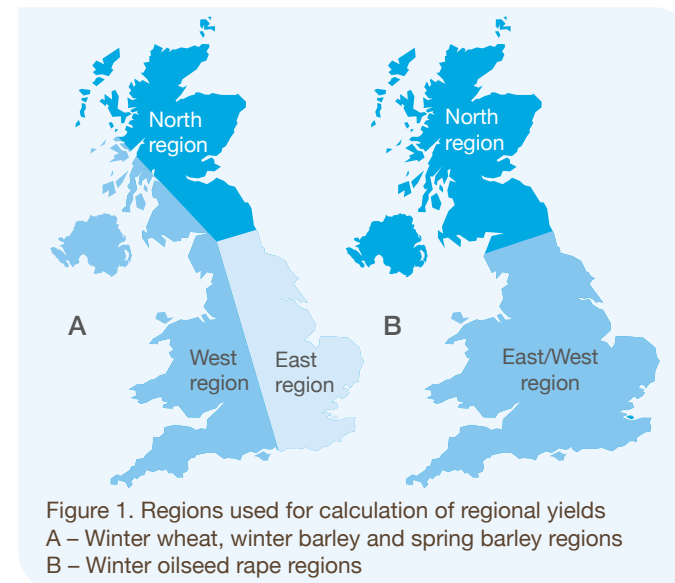 North
region
North
region
A
B
West
region
East
region
East/West
region
Figure 1. Regions used for calculation of regional yields
A – Winter wheat, winter barley and spring barley regions
B – Winter oilseed rape regions